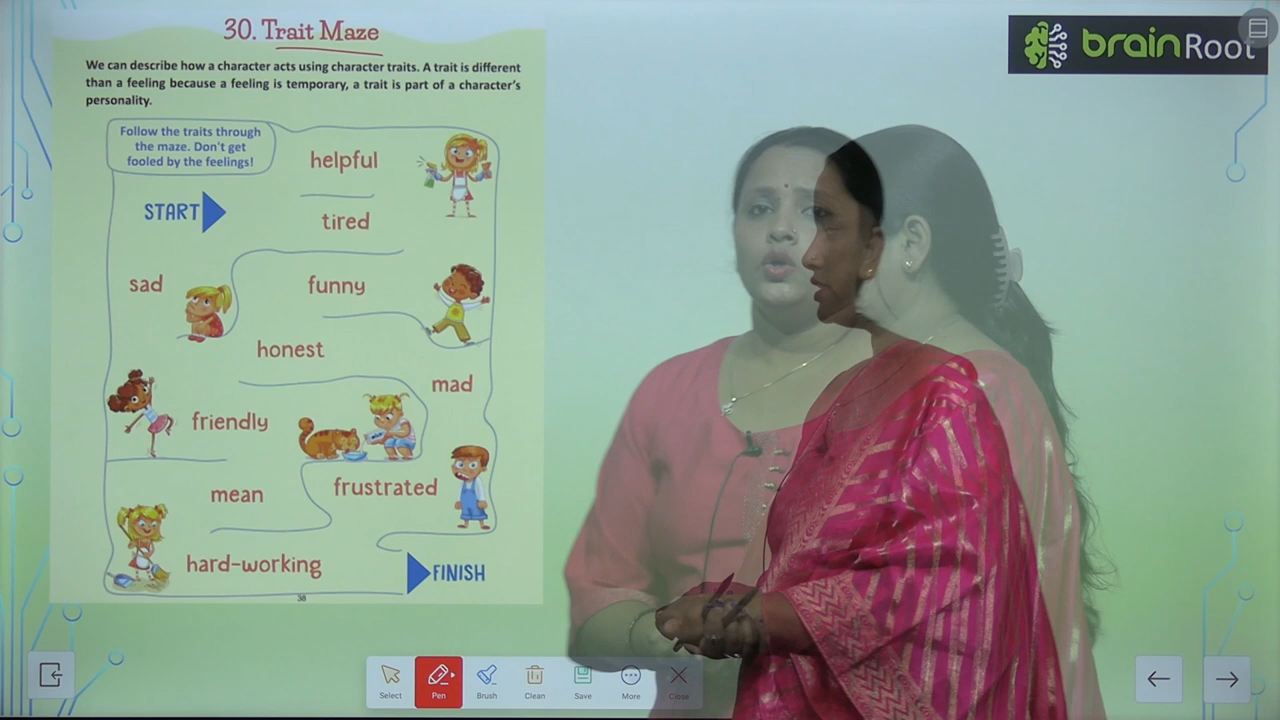 30. Trait Maze
We can describe how a character acts using character traits. A trait is different
than a feeling because a feeling is temporary, a trait is part of a character's
personality.
Follow the traits through
the maze. Don't get
fooled by the feelings!
helpful
START
tired
sad
funny
honest
mad
friendly
mean
frustrated
hard-working
FINISH
38
brainRoot
Select
Pen
Brush
Clean
Save
More
Close